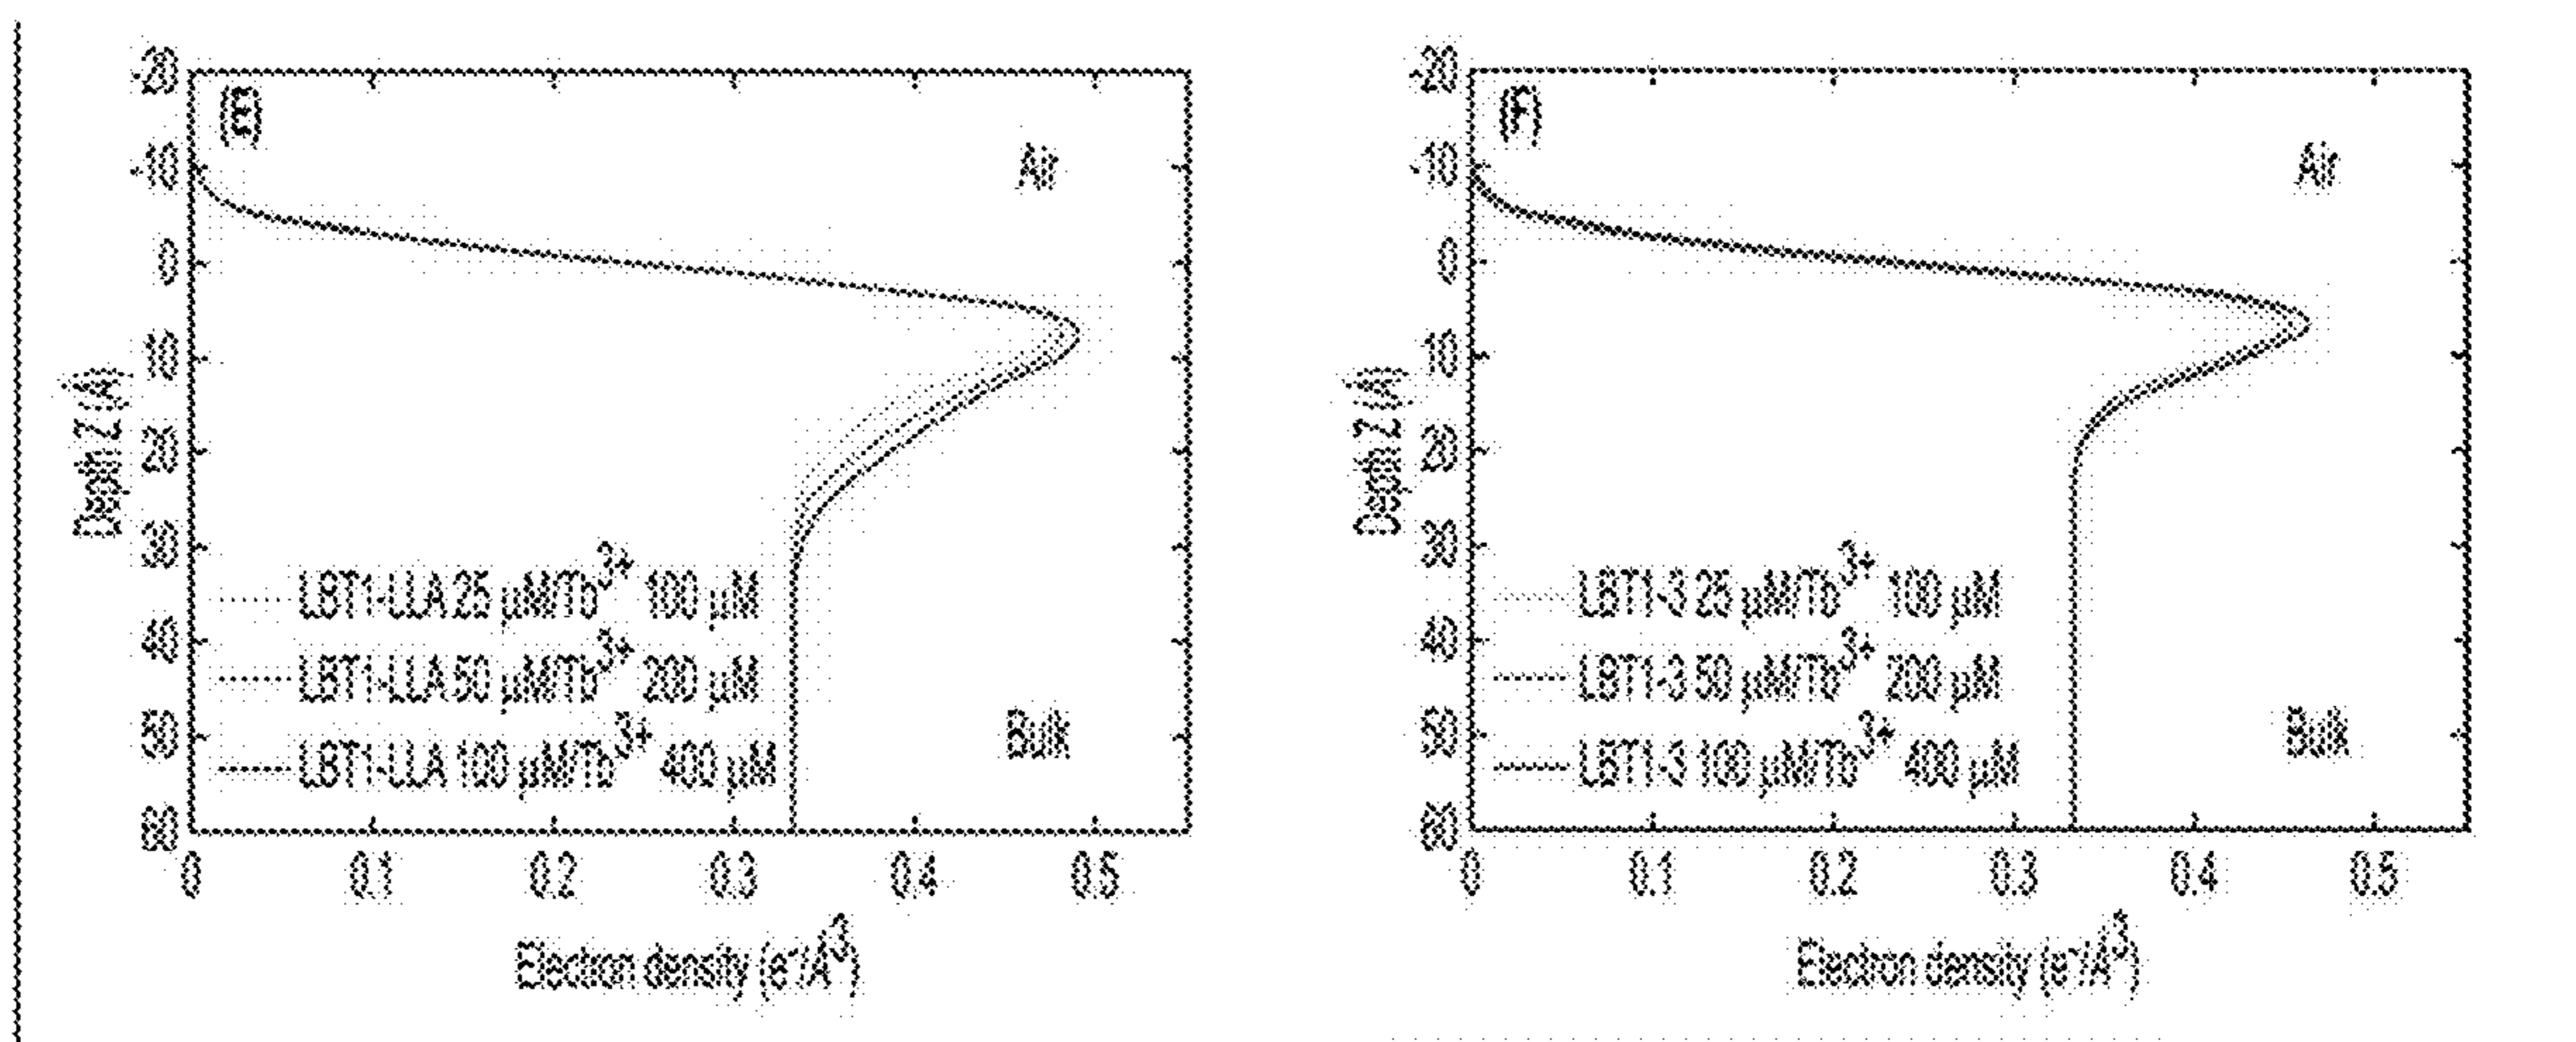 (E)
Air
-20
-10
0
10
20
30
40
50
60
Depth Z (Å)
LBT1-LLA 25 µM/Tb³⁺ 100 µM
LBT1-LLA 50 µM/Tb³⁺ 200 µM
LBT1-LLA 100 µM/Tb³⁺ 400 µM
Bulk
0 0.1 0.2 0.3 0.4 0.5
Electron density (e⁻/Å³)
(F)
Air
-20
-10
0
10
20
30
40
50
60
Depth Z (Å)
LBT1-3 25 µM/Tb³⁺ 100 µM
LBT1-3 50 µM/Tb³⁺ 200 µM
LBT1-3 100 µM/Tb³⁺ 400 µM
Bulk
0 0.1 0.2 0.3 0.4 0.5
Electron density (e⁻/Å³)